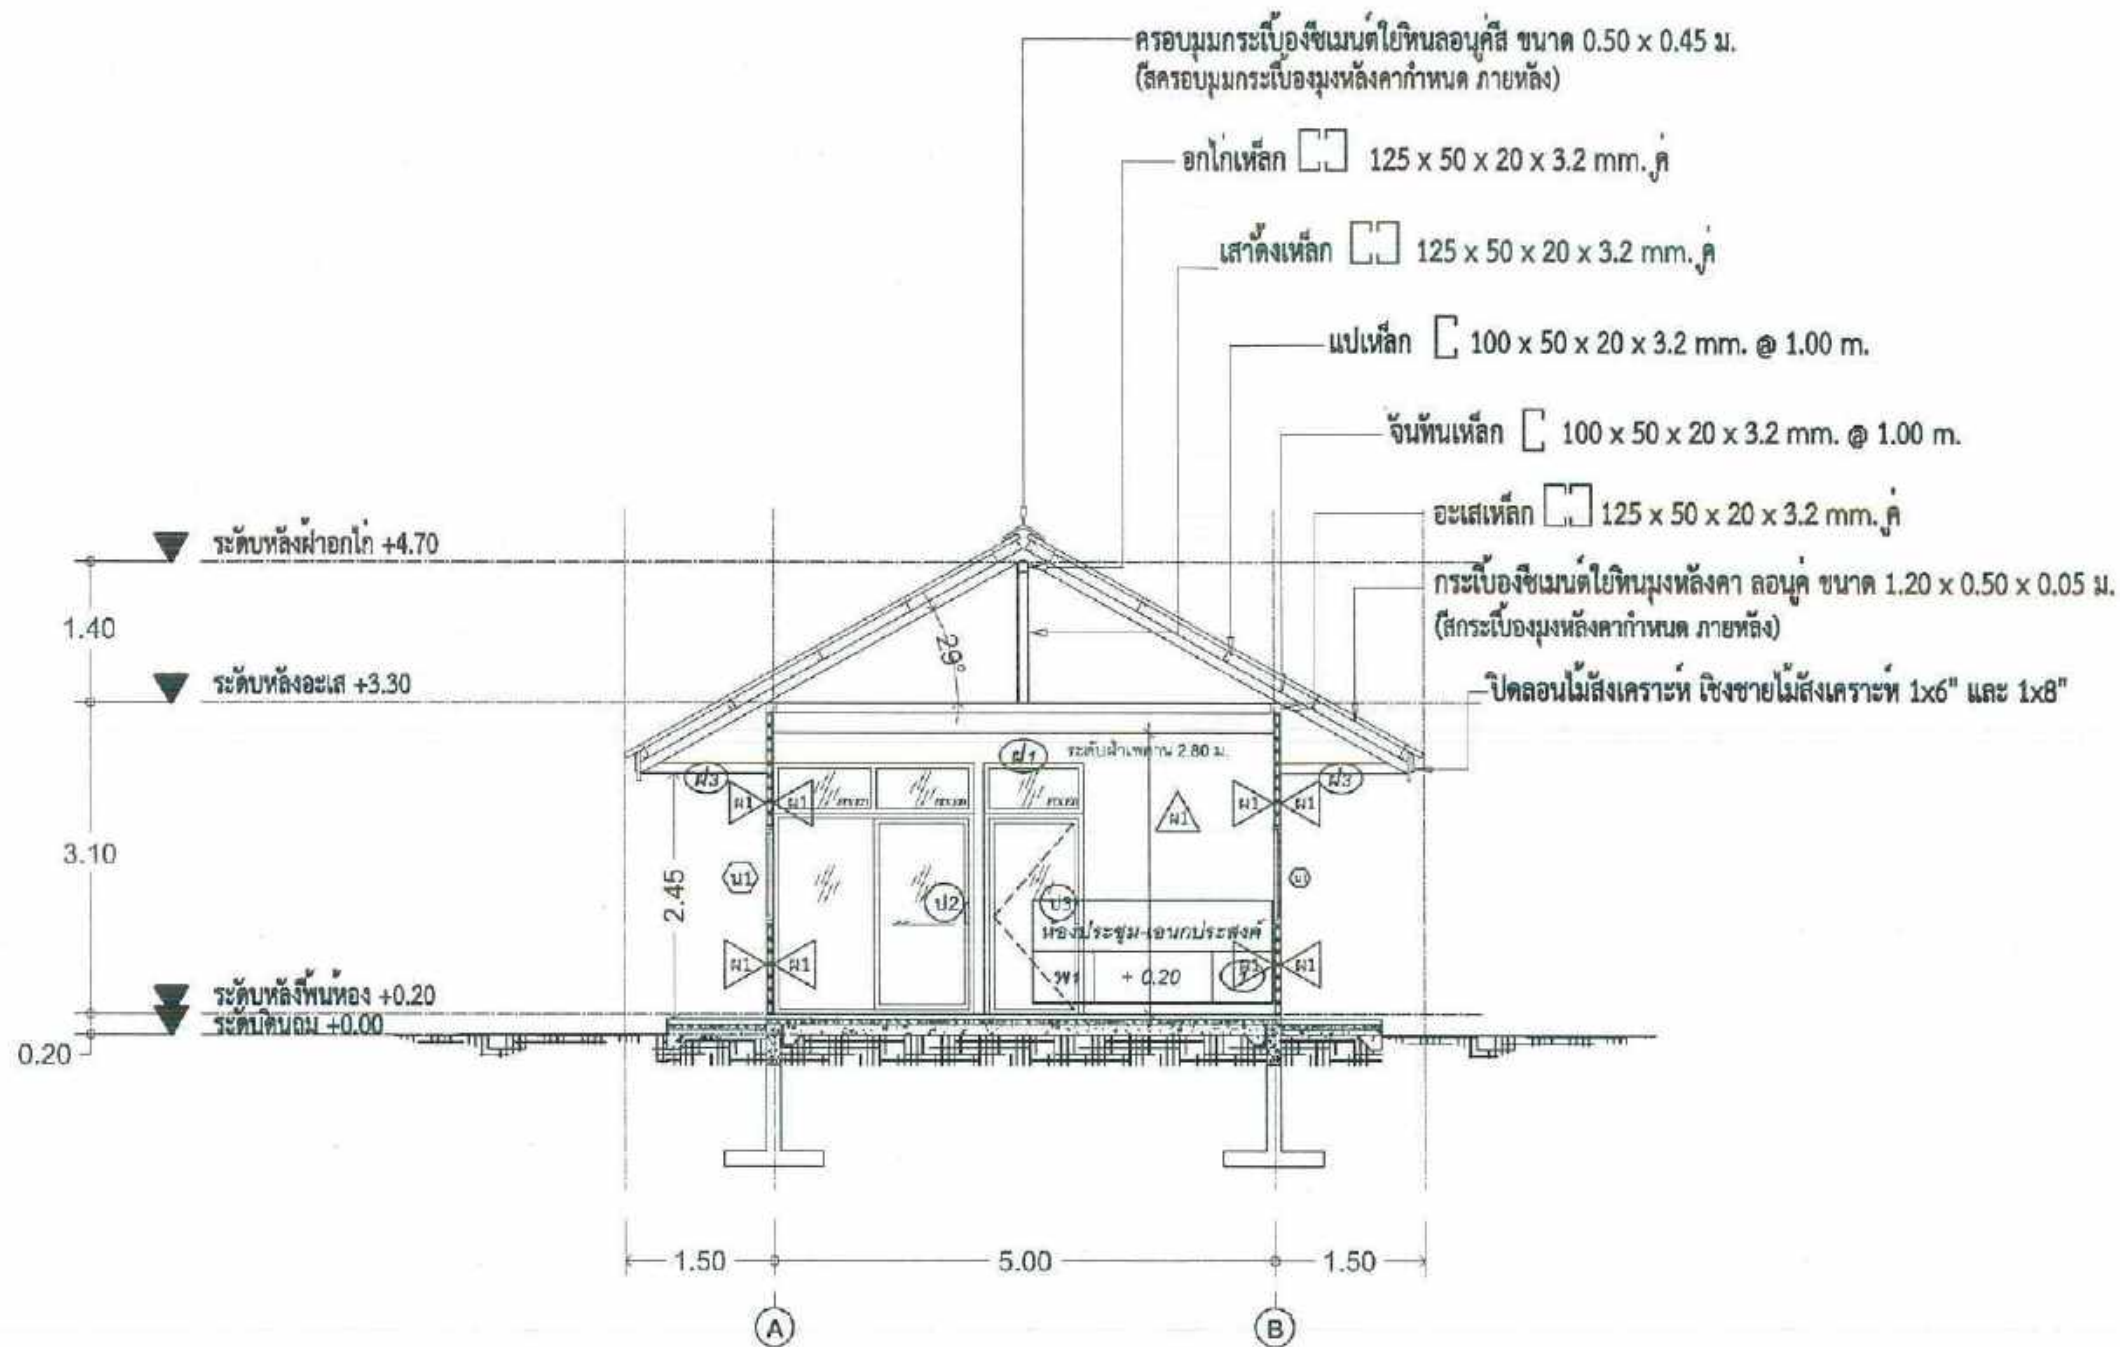 ครอบมุมกระเบื้องซีเมนต์ใยหินลอนคู่สี ขนาด 0.50 x 0.45 ม.
(สีครอบมุมกระเบื้องมุงหลังคากำหนด ภายหลัง)
อกไก่เหล็ก 125 x 50 x 20 x 3.2 mm. คู่
เสาดั้งเหล็ก 125 x 50 x 20 x 3.2 mm. คู่
แปเหล็ก 100 x 50 x 20 x 3.2 mm. @ 1.00 m.
จันทันเหล็ก 100 x 50 x 20 x 3.2 mm. @ 1.00 m.
อะเสเหล็ก 125 x 50 x 20 x 3.2 mm. คู่
ระดับหลังฝ้าอกไก่ +4.70
กระเบื้องซีเมนต์ใยหินมุงหลังคา ลอนคู่ ขนาด 1.20 x 0.50 x 0.05 ม.
(สีกระเบื้องมุงหลังคากำหนด ภายหลัง)
1.40
29°
ระดับหลังอะเส +3.30
ปิดลอนไม้สังเคราะห์ เชิงชายไม้สังเคราะห์ 1x6" และ 1x8"
ฝ1
ระดับฝ้าเพดาน 2.80 ม.
ฝ3
ฝ3
ผ1 ผ1
FIXED
FIXED
FIXED
ผ1
ผ1 ผ1
3.10
2.45
น1
น1
ป2
ป3
ห้องประชุม-เอนกประสงค์
ผ1 ผ1
พ1
+ 0.20
ผ1 ผ1
ระดับหลังพื้นห้อง +0.20
ระดับดินถม +0.00
0.20
1.50
5.00
1.50
A
B